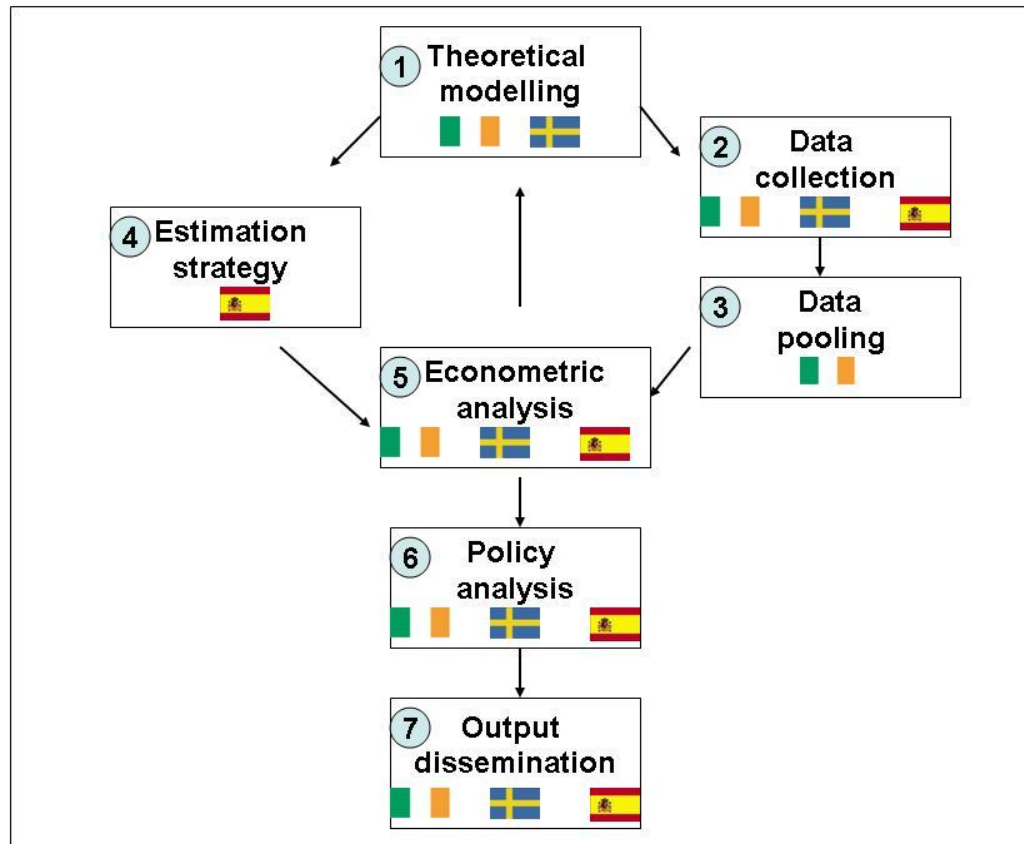 1
Theoretical
modelling
2
Data
collection
3
Data
pooling
4
Estimation
strategy
5
Econometric
analysis
6
Policy
analysis
7
Output
dissemination